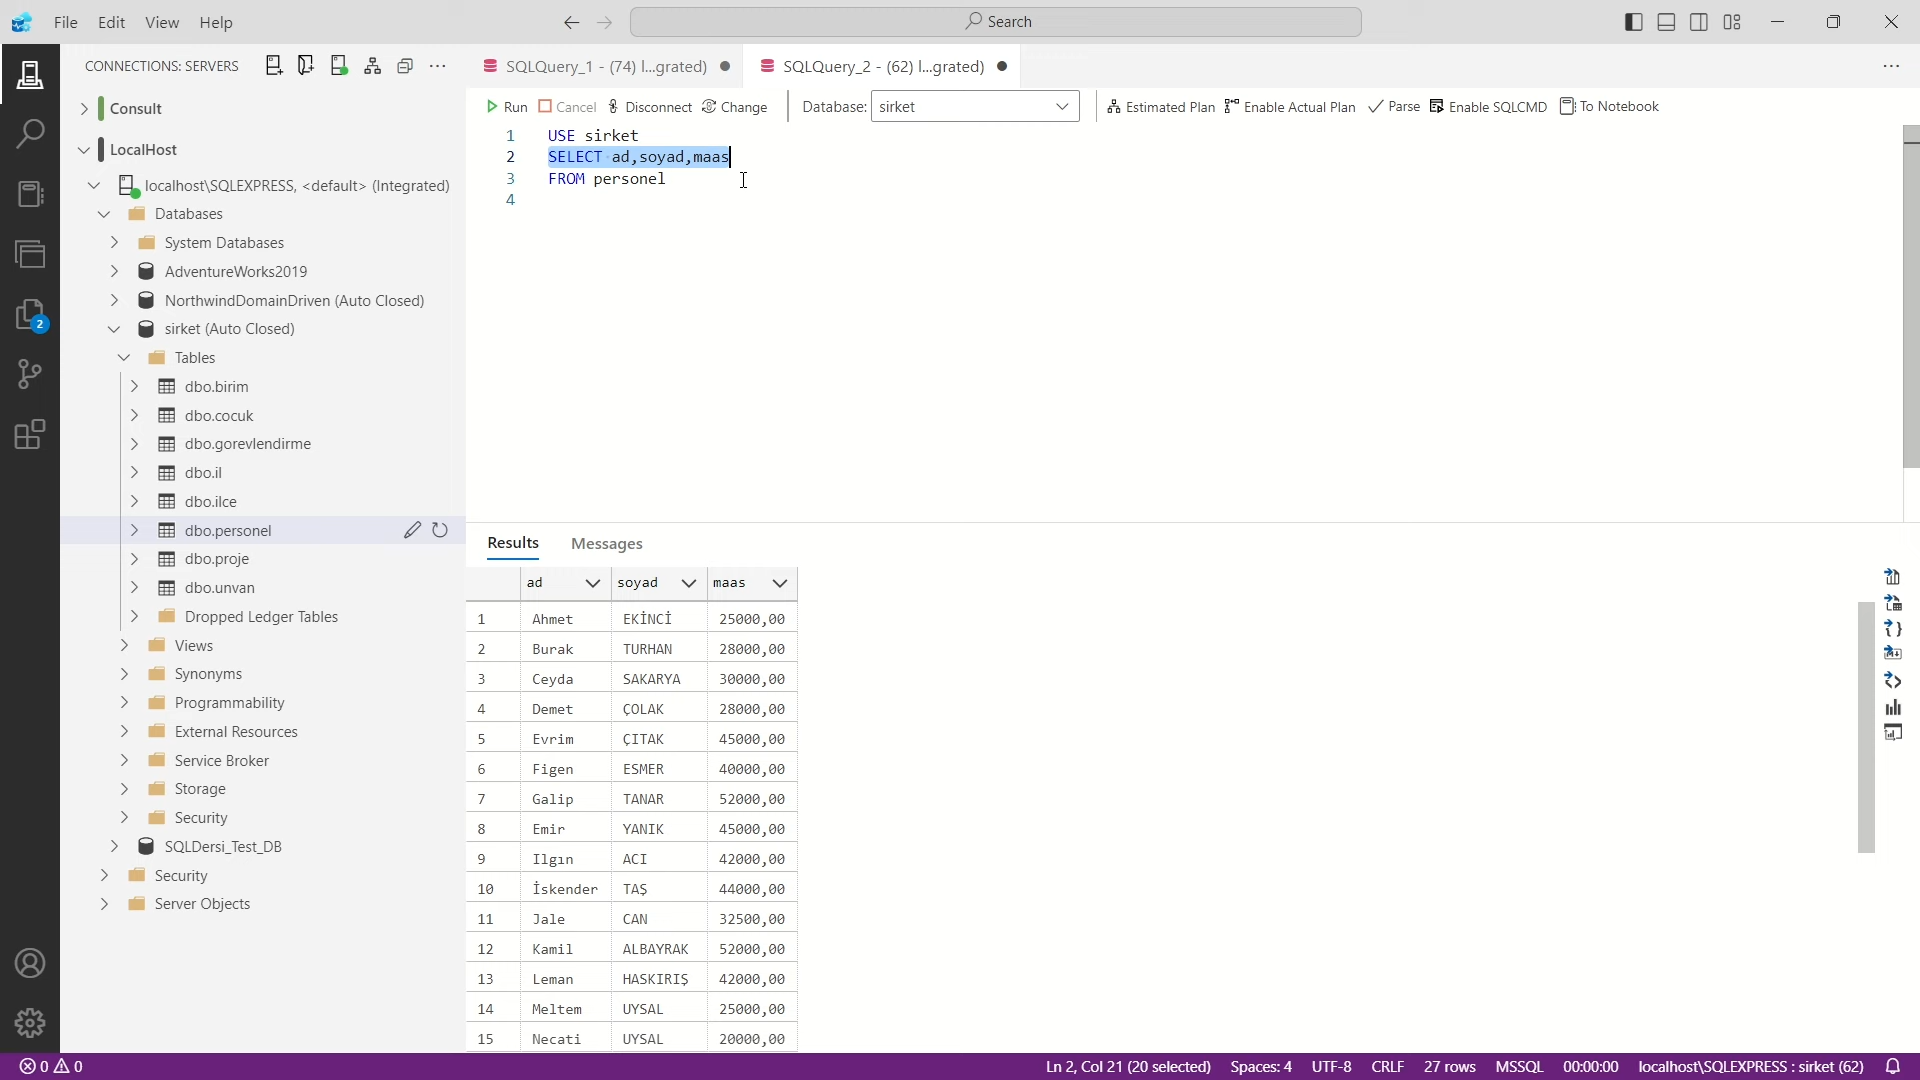 File Edit View Help
Search
CONNECTIONS: SERVERS
SQLQuery_1 - (74) l...grated)
SQLQuery_2 - (62) l...grated)
Run Cancel Disconnect Change Database: sirket Estimated Plan Enable Actual Plan Parse Enable SQLCMD To Notebook
Consult
LocalHost
localhost\SQLEXPRESS, <default> (Integrated)
Databases
System Databases
AdventureWorks2019
NorthwindDomainDriven (Auto Closed)
sirket (Auto Closed)
Tables
dbo.birim
dbo.cocuk
dbo.gorevlendirme
dbo.il
dbo.ilce
dbo.personel
dbo.proje
dbo.unvan
Dropped Ledger Tables
Views
Synonyms
Programmability
External Resources
Service Broker
Storage
Security
SQLDersi_Test_DB
Security
Server Objects
2
1 USE sirket
2 SELECT ad,soyad,maas
3 FROM personel
4
Results Messages
ad soyad maas
1 Ahmet EKİNCİ 25000,00
2 Burak TURHAN 28000,00
3 Ceyda SAKARYA 30000,00
4 Demet ÇOLAK 28000,00
5 Evrim ÇITAK 45000,00
6 Figen ESMER 40000,00
7 Galip TANAR 52000,00
8 Emir YANIK 45000,00
9 Ilgın ACI 42000,00
10 İskender TAŞ 44000,00
11 Jale CAN 32500,00
12 Kamil ALBAYRAK 52000,00
13 Leman HASKIRIŞ 42000,00
14 Meltem UYSAL 25000,00
15 Necati UYSAL 20000,00
0 0
Ln 2, Col 21 (20 selected) Spaces: 4 UTF-8 CRLF 27 rows MSSQL 00:00:00 localhost\SQLEXPRESS : sirket (62)